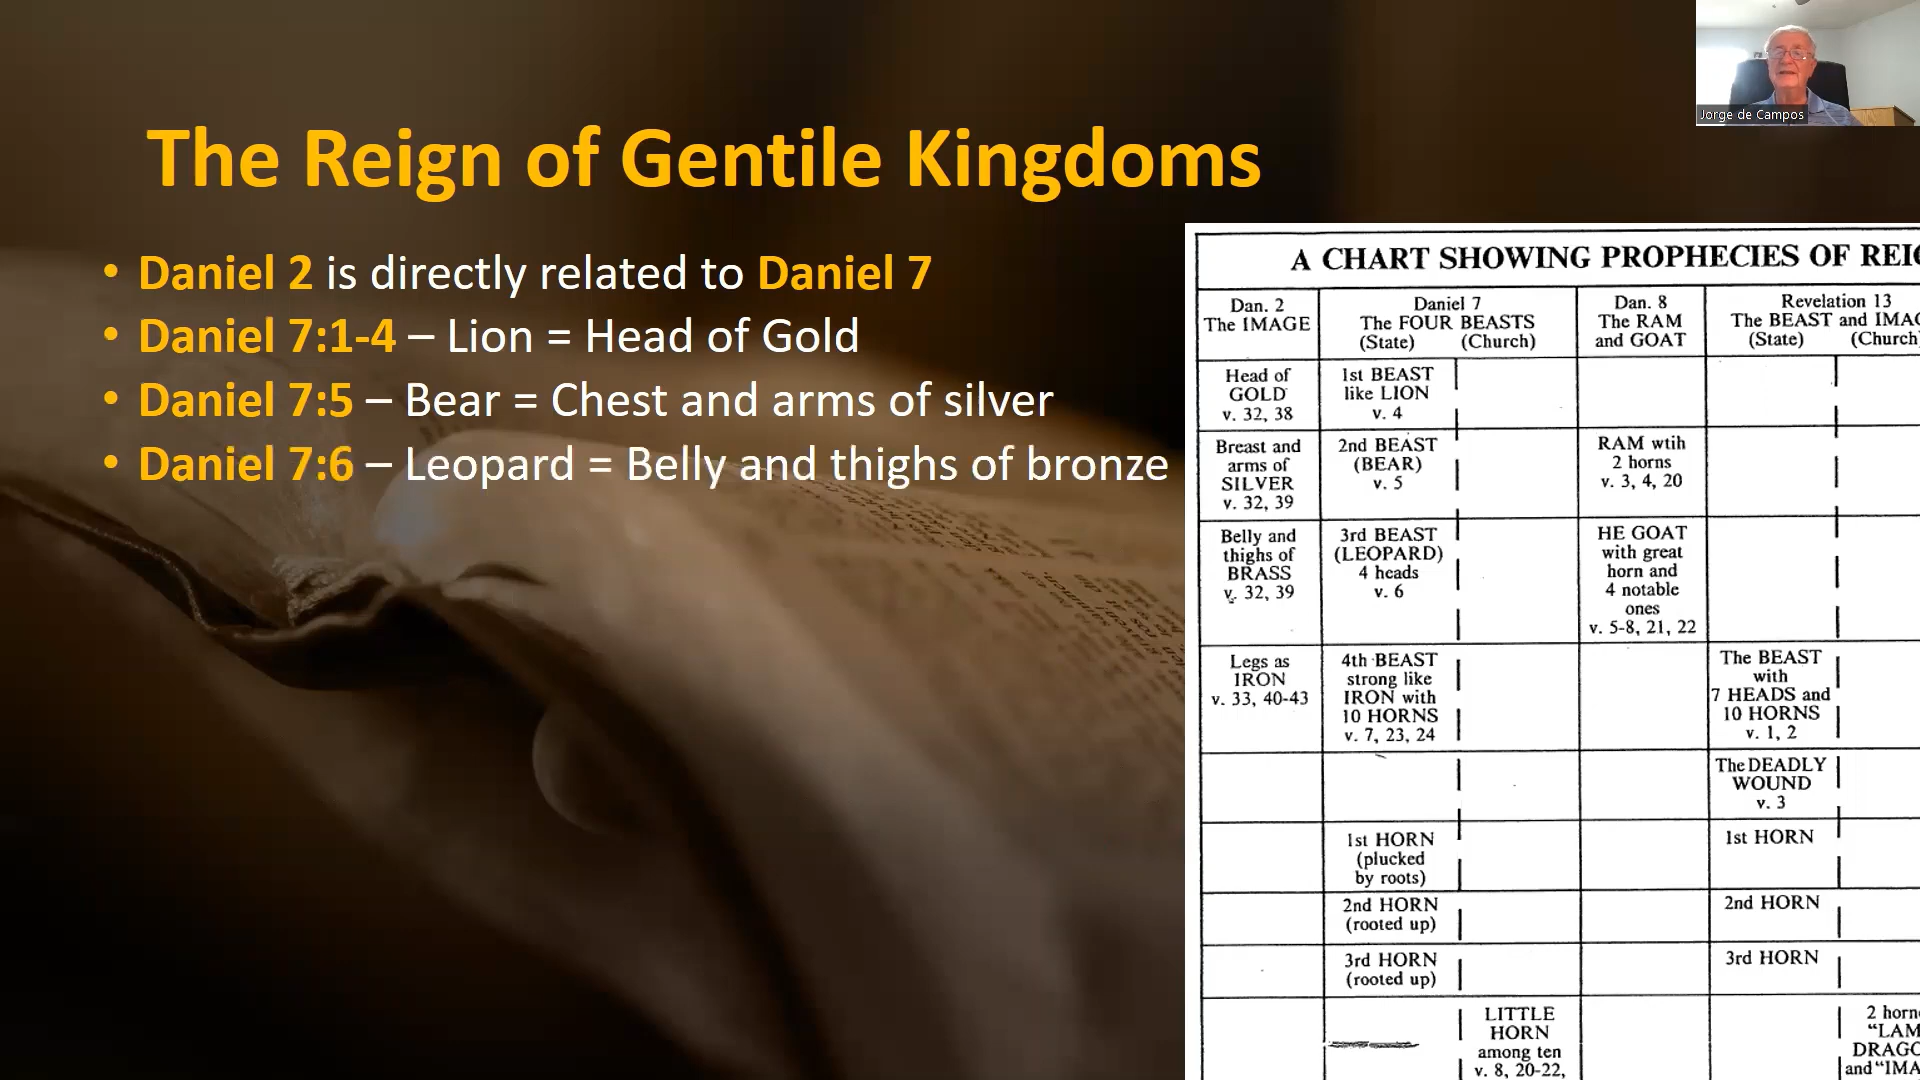 Jorge de Campos
The Reign of Gentile Kingdoms
• Daniel 2 is directly related to Daniel 7
• Daniel 7:1-4 – Lion = Head of Gold
• Daniel 7:5 – Bear = Chest and arms of silver
• Daniel 7:6 – Leopard = Belly and thighs of bronze
A CHART SHOWING PROPHECIES OF REIG
Dan. 2
The IMAGE
Daniel 7
The FOUR BEASTS
(State) (Church)
Dan. 8
The RAM
and GOAT
Revelation 13
The BEAST and IMAG
(State) (Church)
Head of
GOLD
v. 32, 38
1st BEAST
like LION
v. 4
Breast and
arms of
SILVER
v. 32, 39
2nd BEAST
(BEAR)
v. 5
RAM wtih
2 horns
v. 3, 4, 20
Belly and
thighs of
BRASS
v. 32, 39
3rd BEAST
(LEOPARD)
4 heads
v. 6
HE GOAT
with great
horn and
4 notable
ones
v. 5-8, 21, 22
Legs as
IRON
v. 33, 40-43
4th BEAST
strong like
IRON with
10 HORNS
v. 7, 23, 24
The BEAST
with
7 HEADS and
10 HORNS
v. 1, 2
The DEADLY
WOUND
v. 3
1st HORN
(plucked
by roots)
1st HORN
2nd HORN
(rooted up)
2nd HORN
3rd HORN
(rooted up)
3rd HORN
LITTLE
HORN
among ten
v. 8, 20-22,
2 horn
"LAM
DRAGO
and "IMA